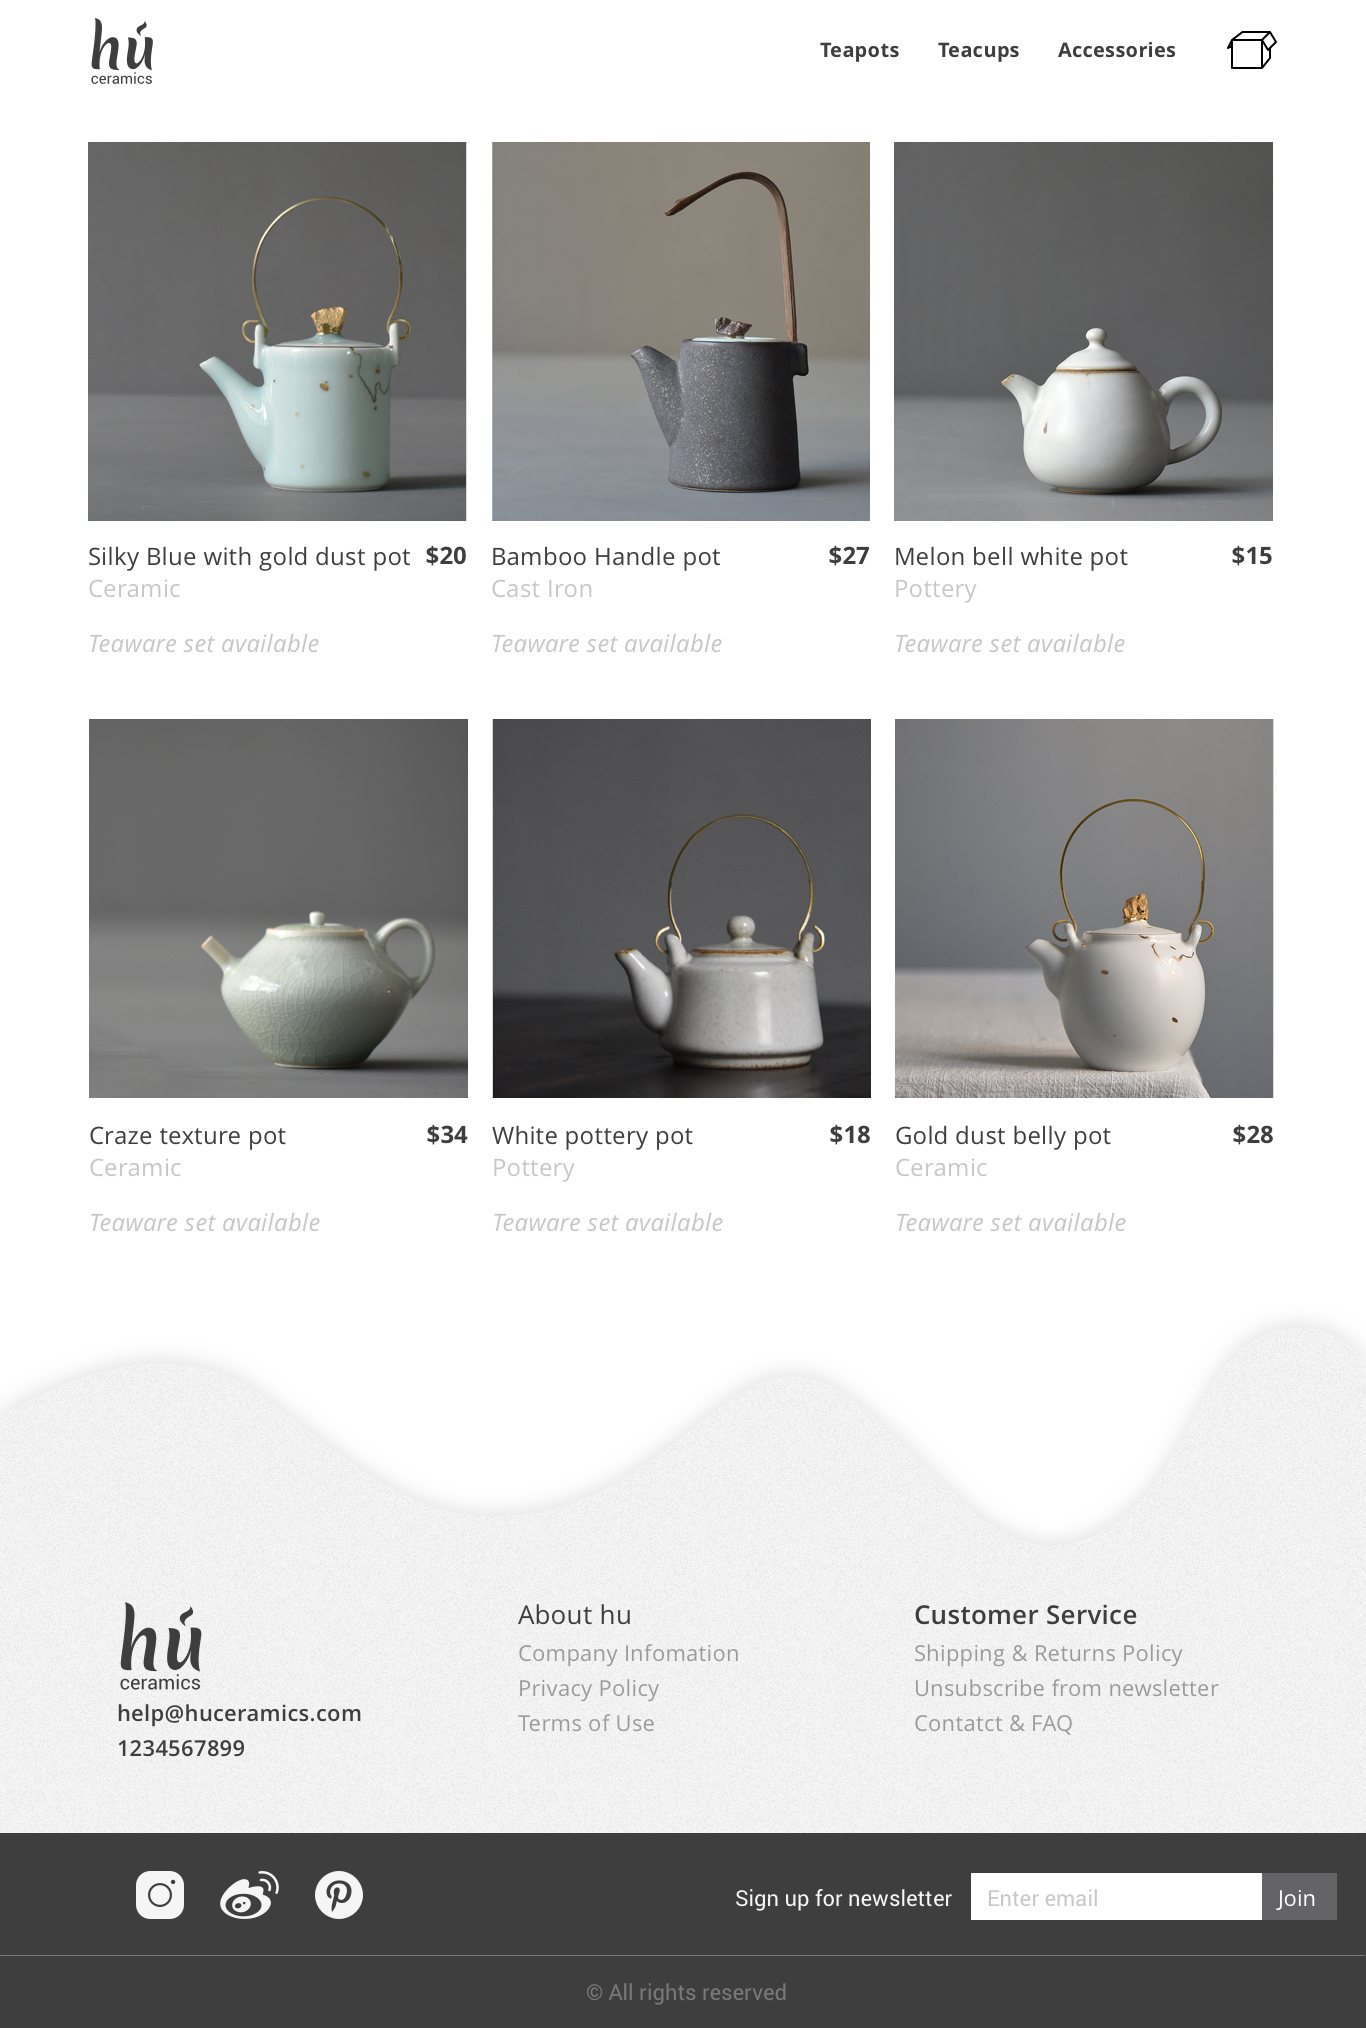 hú
ceramics
Teapots
Teacups
Accessories
Silky Blue with gold dust pot $20
Ceramic
Teaware set available
Bamboo Handle pot $27
Cast Iron
Teaware set available
Melon bell white pot $15
Pottery
Teaware set available
Craze texture pot $34
Ceramic
Teaware set available
White pottery pot $18
Pottery
Teaware set available
Gold dust belly pot $28
Ceramic
Teaware set available
hú
ceramics
help@huceramics.com
1234567899
About hu
Company Infomation
Privacy Policy
Terms of Use
Customer Service
Shipping & Returns Policy
Unsubscribe from newsletter
Contatct & FAQ
Sign up for newsletter
Enter email
Join
© All rights reserved